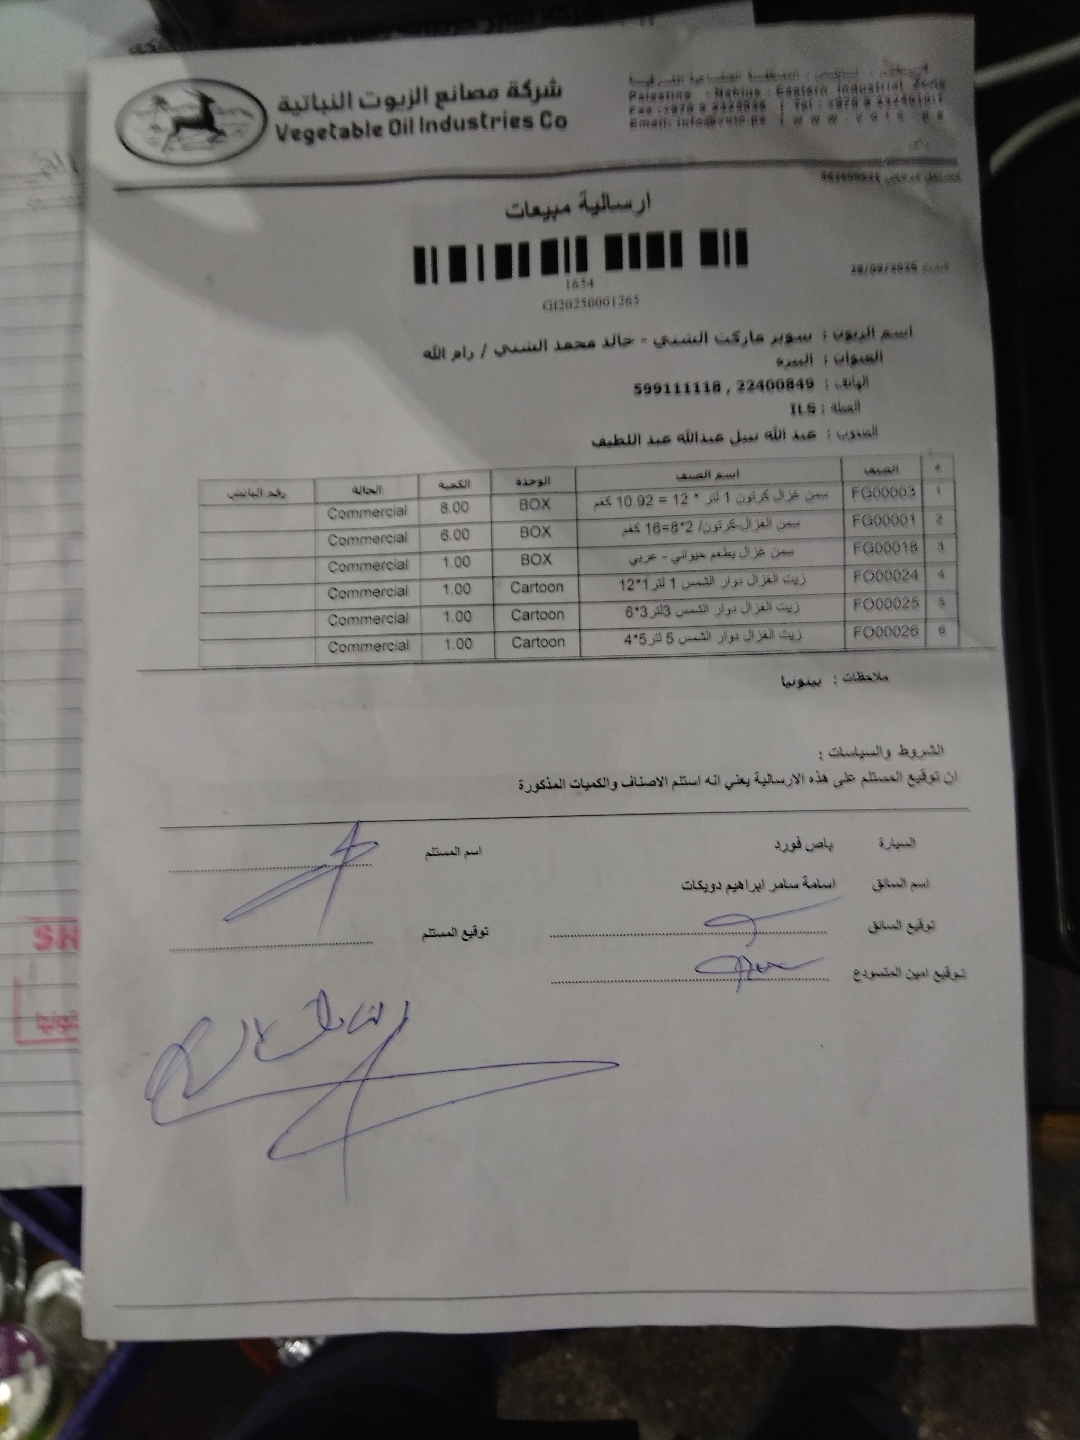 شركة مصانع الزيوت النباتية
Vegetable Oil Industries Co
Palestine : Nablus : Eastern Industrial Zone
ارسالية مبيعات
1654
GI20250001265
اسم الزبون : سوبر ماركت الشني - خالد محمد الشني / رام الله
العنوان : البيرة
الهاتف : 22400849 , 599111118
العملة : ILS
المندوب : عبد الله نبيل عبدالله عبد اللطيف
# الصنف اسم الصنف الوحدة الكمية الحالة
1 FG00003 سمن غزال كرتون 1 لتر * 12 = 10.92 كغم BOX 8.00 Commercial
2 FG00001 سمن الغزال-كرتون/ 2*8=16 كغم BOX 6.00 Commercial
3 FG00018 سمن غزال بطعم حيواني - عربي BOX 1.00 Commercial
4 FO00024 زيت الغزال دوار الشمس 1 لتر1*12 Cartoon 1.00 Commercial
5 FO00025 زيت الغزال دوار الشمس 3لتر3*6 Cartoon 1.00 Commercial
6 FO00026 زيت الغزال دوار الشمس 5 لتر5*4 Cartoon 1.00 Commercial
ملاحظات : بيتونيا
الشروط والسياسات :
ان توقيع المستلم على هذه الارسالية يعني انه استلم الاصناف والكميات المذكورة
السيارة باص فورد اسم المستلم
اسم السائق اسامة سامر ابراهيم دويكات
توقيع السائق توقيع المستلم
توقيع امين المستودع
SH